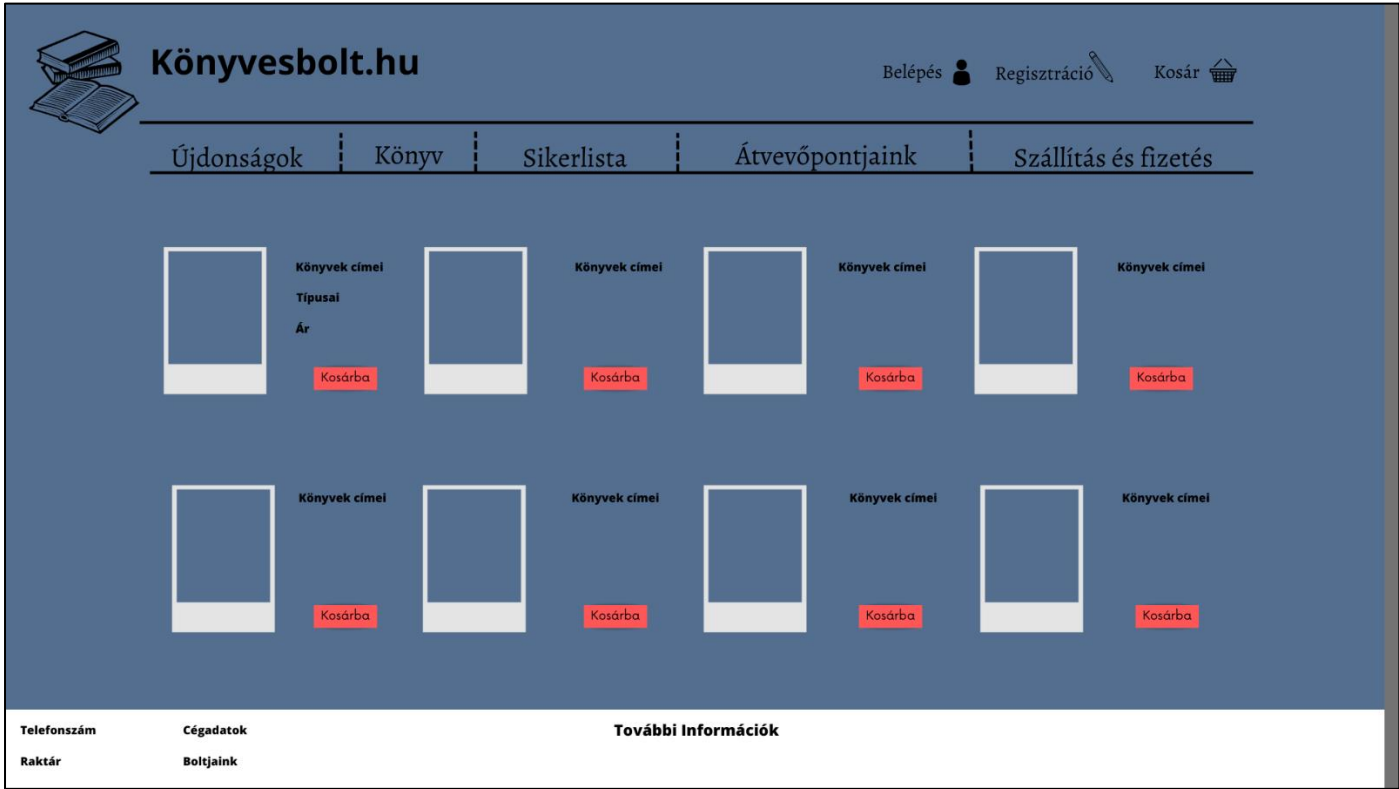 Könyvesbolt.hu
Belépés Regisztráció Kosár
Újdonságok Könyv Sikerlista Átvevőpontjaink Szállítás és fizetés
Könyvek címei Könyvek címei Könyvek címei Könyvek címei
Típusai
Ár
Kosárba Kosárba Kosárba Kosárba
Könyvek címei Könyvek címei Könyvek címei Könyvek címei
Kosárba Kosárba Kosárba Kosárba
Telefonszám Cégadatok További Információk
Raktár Boltjaink